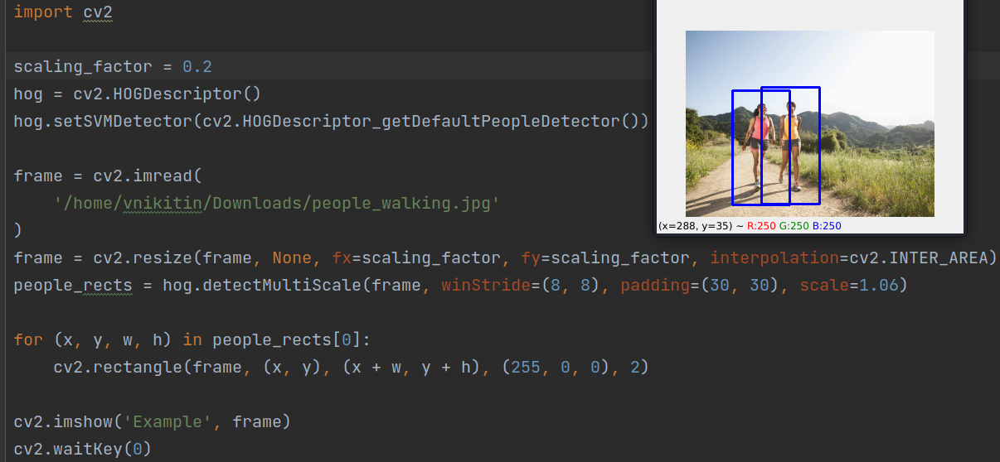 import cv2
scaling_factor = 0.2
hog = cv2.HOGDescriptor()
hog.setSVMDetector(cv2.HOGDescriptor_getDefaultPeopleDetector())
frame = cv2.imread(
    '/home/vnikitin/Downloads/people_walking.jpg'
)
frame = cv2.resize(frame, None, fx=scaling_factor, fy=scaling_factor, interpolation=cv2.INTER_AREA)
people_rects = hog.detectMultiScale(frame, winStride=(8, 8), padding=(30, 30), scale=1.06)
for (x, y, w, h) in people_rects[0]:
    cv2.rectangle(frame, (x, y), (x + w, y + h), (255, 0, 0), 2)
cv2.imshow('Example', frame)
cv2.waitKey(0)
(x=288, y=35) ~ R:250 G:250 B:250